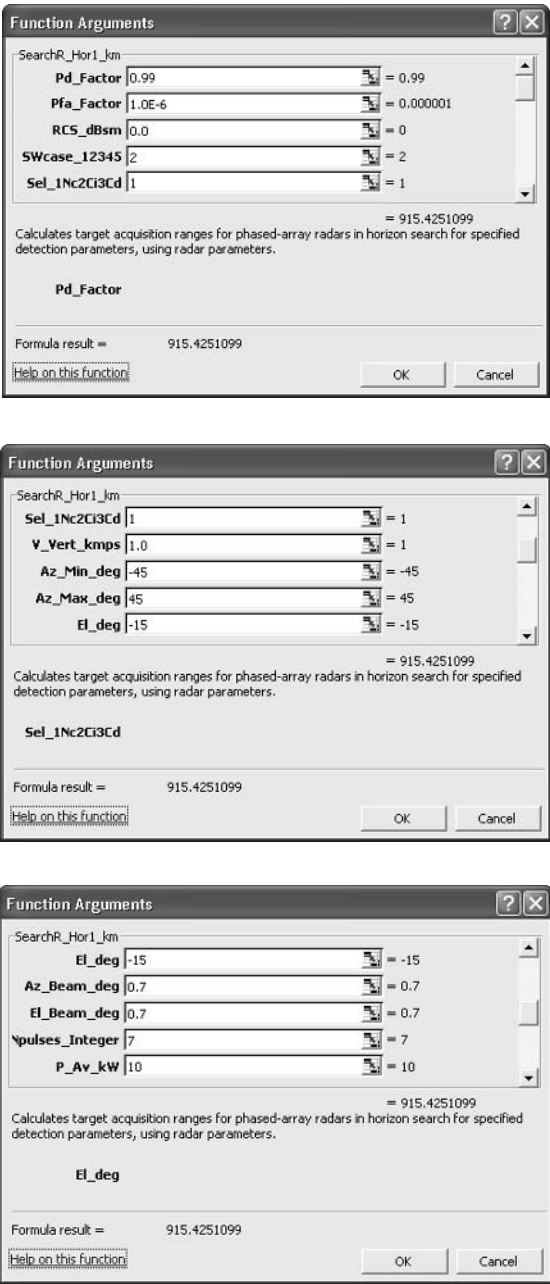 Function Arguments
SearchR_Hor1_km
Pd_Factor 0.99 = 0.99
Pfa_Factor 1.0E-6 = 0.000001
RCS_dBsm 0.0 = 0
SWcase_12345 2 = 2
Sel_1Nc2Ci3Cd 1 = 1
= 915.4251099
Calculates target acquisition ranges for phased-array radars in horizon search for specified
detection parameters, using radar parameters.
Pd_Factor
Formula result = 915.4251099
Help on this function OK Cancel
Function Arguments
SearchR_Hor1_km
Sel_1Nc2Ci3Cd 1 = 1
V_Vert_kmps 1.0 = 1
Az_Min_deg -45 = -45
Az_Max_deg 45 = 45
El_deg -15 = -15
= 915.4251099
Calculates target acquisition ranges for phased-array radars in horizon search for specified
detection parameters, using radar parameters.
Sel_1Nc2Ci3Cd
Formula result = 915.4251099
Help on this function OK Cancel
Function Arguments
SearchR_Hor1_km
El_deg -15 = -15
Az_Beam_deg 0.7 = 0.7
El_Beam_deg 0.7 = 0.7
Npulses_Integer 7 = 7
P_Av_kW 10 = 10
= 915.4251099
Calculates target acquisition ranges for phased-array radars in horizon search for specified
detection parameters, using radar parameters.
El_deg
Formula result = 915.4251099
Help on this function OK Cancel